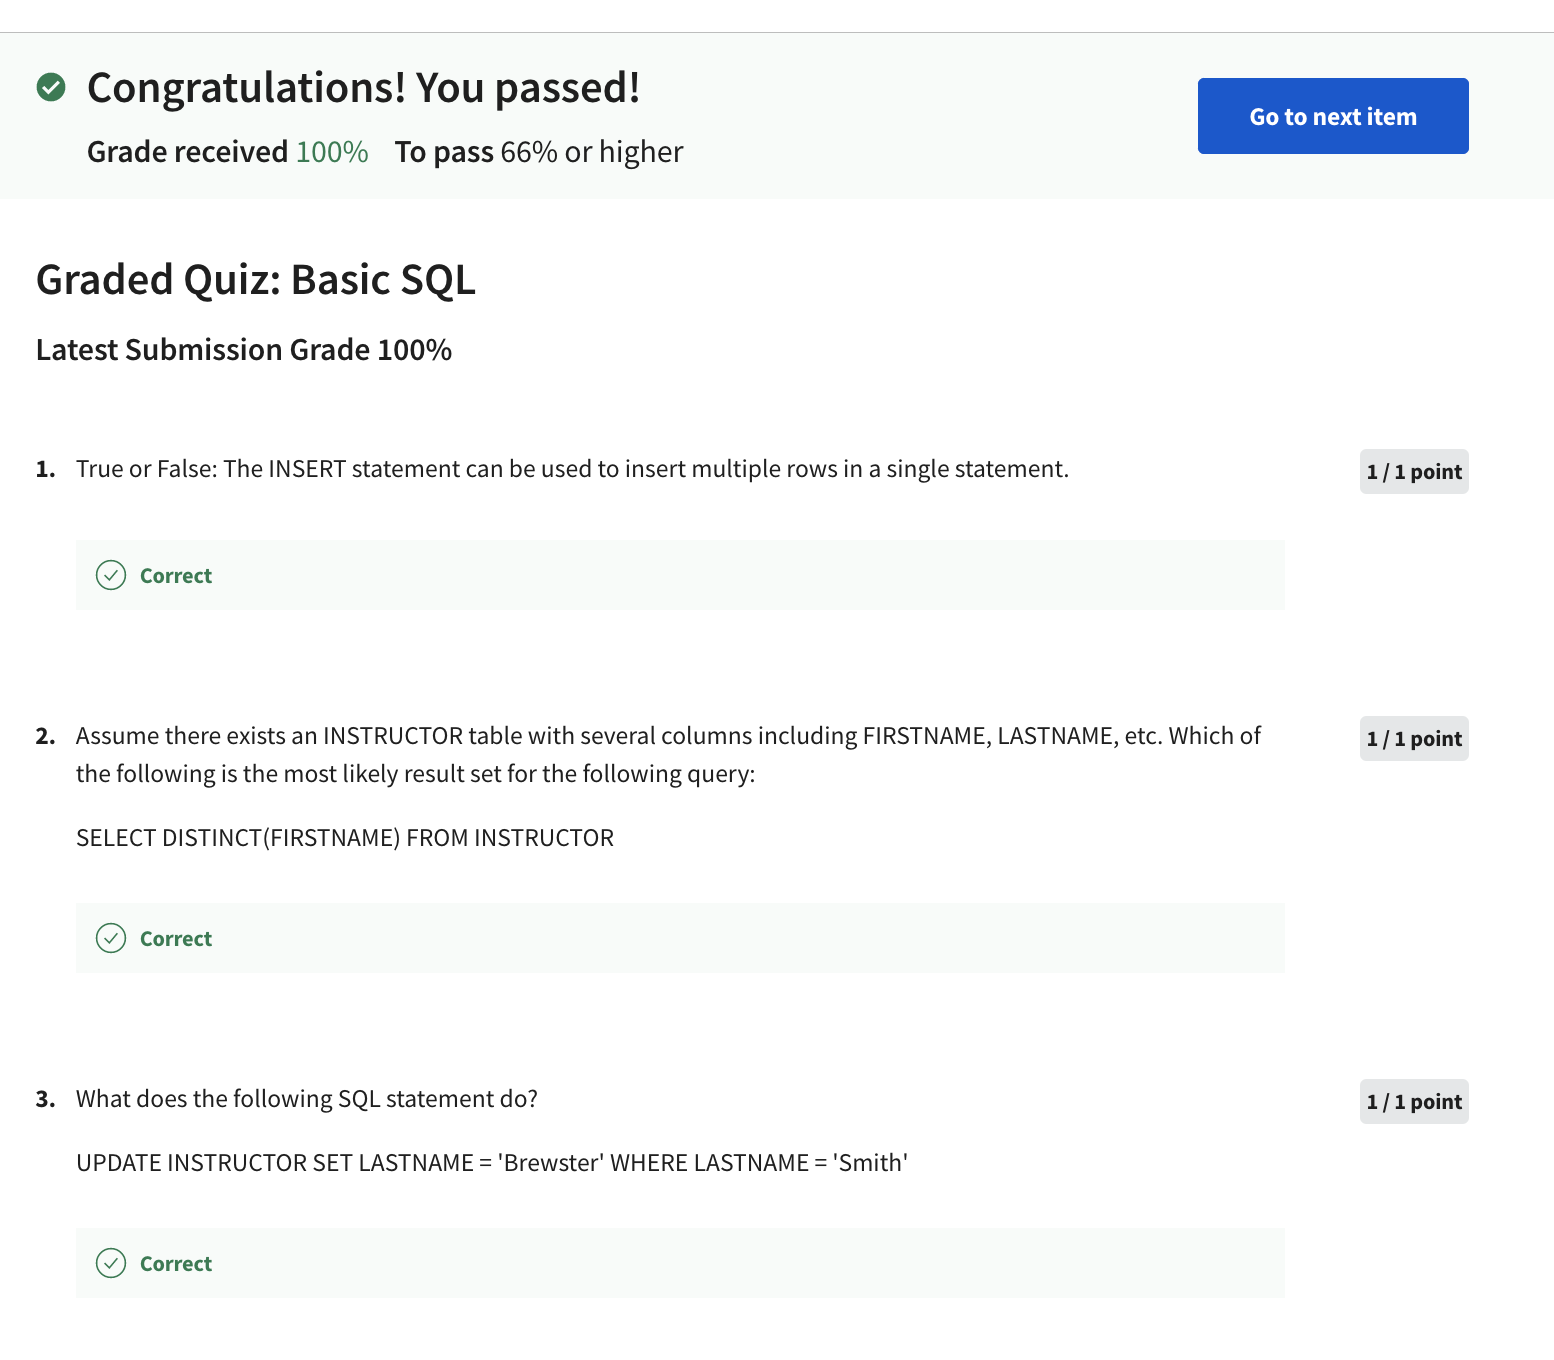 Congratulations! You passed!
Go to next item
Grade received 100% To pass 66% or higher
Graded Quiz: Basic SQL
Latest Submission Grade 100%
1. True or False: The INSERT statement can be used to insert multiple rows in a single statement.
1 / 1 point
Correct
2. Assume there exists an INSTRUCTOR table with several columns including FIRSTNAME, LASTNAME, etc. Which of
1 / 1 point
the following is the most likely result set for the following query:
SELECT DISTINCT(FIRSTNAME) FROM INSTRUCTOR
Correct
3. What does the following SQL statement do?
1 / 1 point
UPDATE INSTRUCTOR SET LASTNAME = 'Brewster' WHERE LASTNAME = 'Smith'
Correct